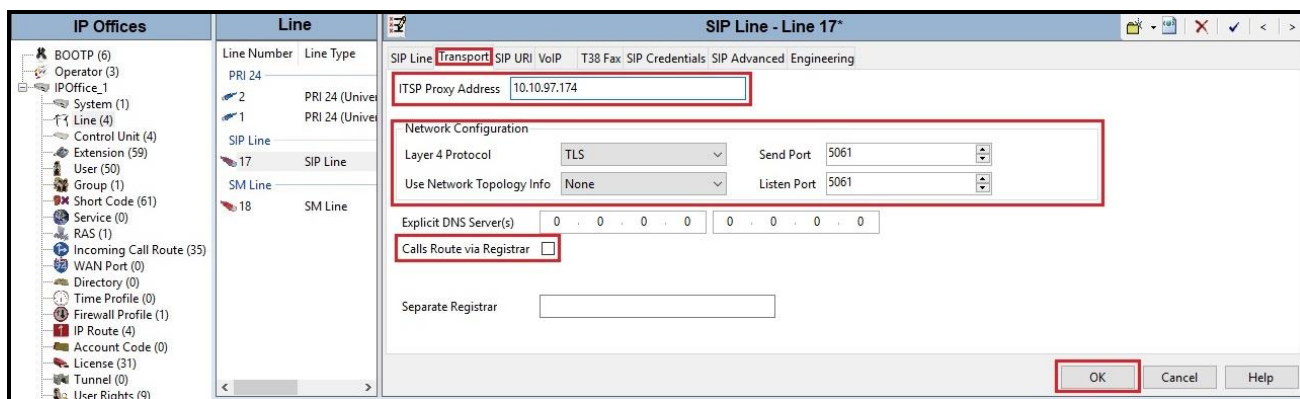 IP Offices
BOOTP (6)
Operator (3)
IPOffice_1
System (1)
Line (4)
Control Unit (4)
Extension (59)
User (50)
Group (1)
Short Code (61)
Service (0)
RAS (1)
Incoming Call Route (35)
WAN Port (0)
Directory (0)
Time Profile (0)
Firewall Profile (1)
IP Route (4)
Account Code (0)
License (31)
Tunnel (0)
User Rights (9)
Line
Line Number Line Type
PRI 24
2 PRI 24 (Univer
1 PRI 24 (Univer
SIP Line
17 SIP Line
SM Line
18 SM Line
SIP Line - Line 17*
SIP Line Transport SIP URI VoIP T38 Fax SIP Credentials SIP Advanced Engineering
ITSP Proxy Address 10.10.97.174
Network Configuration
Layer 4 Protocol TLS Send Port 5061
Use Network Topology Info None Listen Port 5061
Explicit DNS Server(s) 0 . 0 . 0 . 0 0 . 0 . 0 . 0
Calls Route via Registrar
Separate Registrar
OK Cancel Help